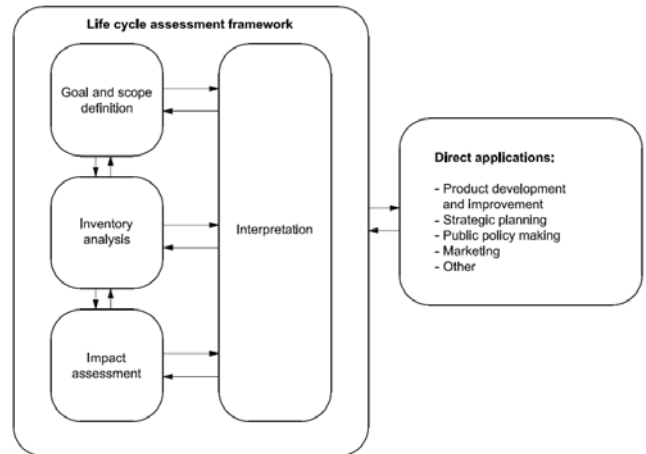 Life cycle assessment framework
Goal and scope
definition
Inventory
analysis
Impact
assessment
Interpretation
Direct applications:
- Product development
and improvement
- Strategic planning
- Public policy making
- Marketing
- Other